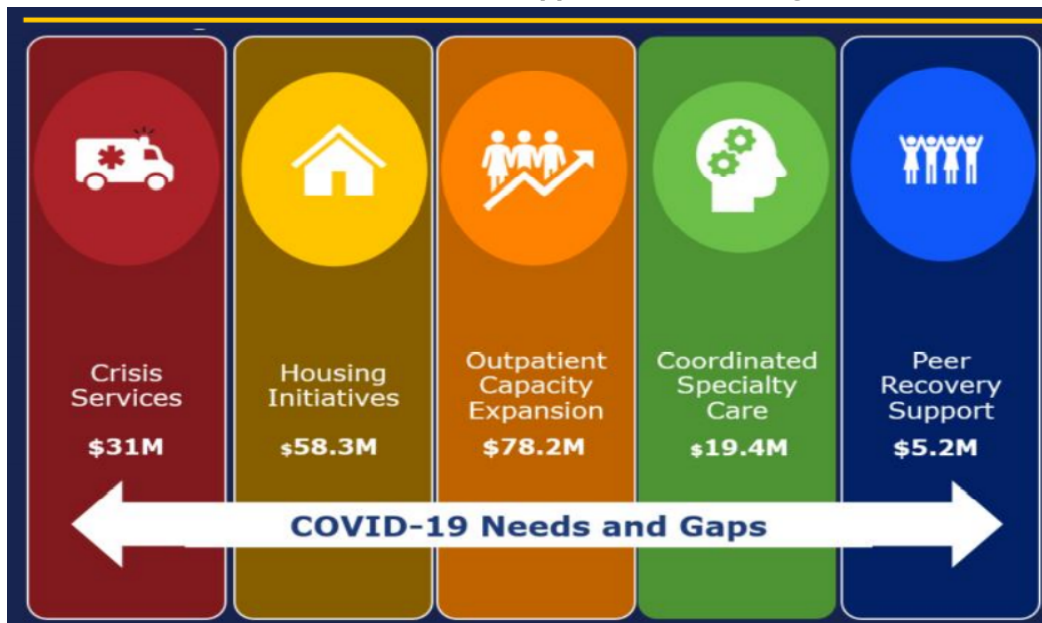 Crisis
Services
$31M
Housing
Initiatives
$58.3M
Outpatient
Capacity
Expansion
$78.2M
Coordinated
Specialty
Care
$19.4M
Peer
Recovery
Support
$5.2M
COVID-19 Needs and Gaps